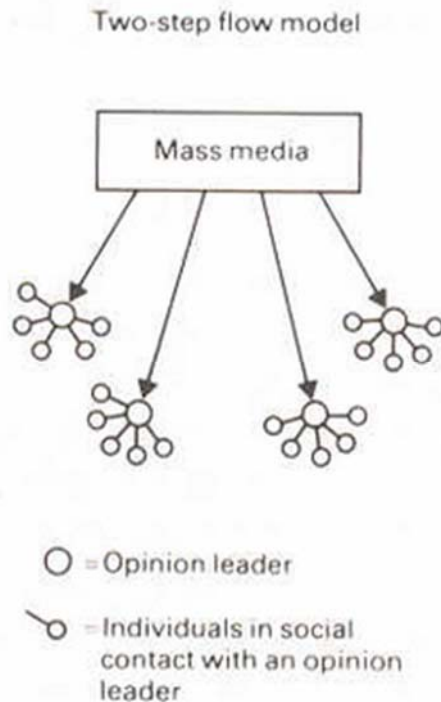 Two-step flow model
Mass media
= Opinion leader
= Individuals in social
contact with an opinion
leader